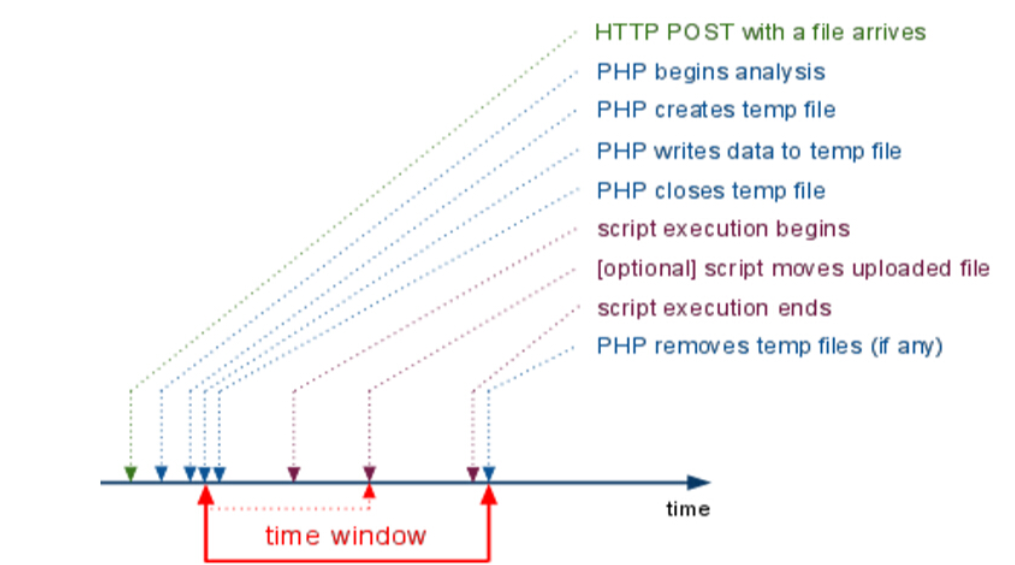 HTTP POST with a file arrives
PHP begins analysis
PHP creates temp file
PHP writes data to temp file
PHP closes temp file
script execution begins
[optional] script moves uploaded file
script execution ends
PHP removes temp files (if any)
time
time window